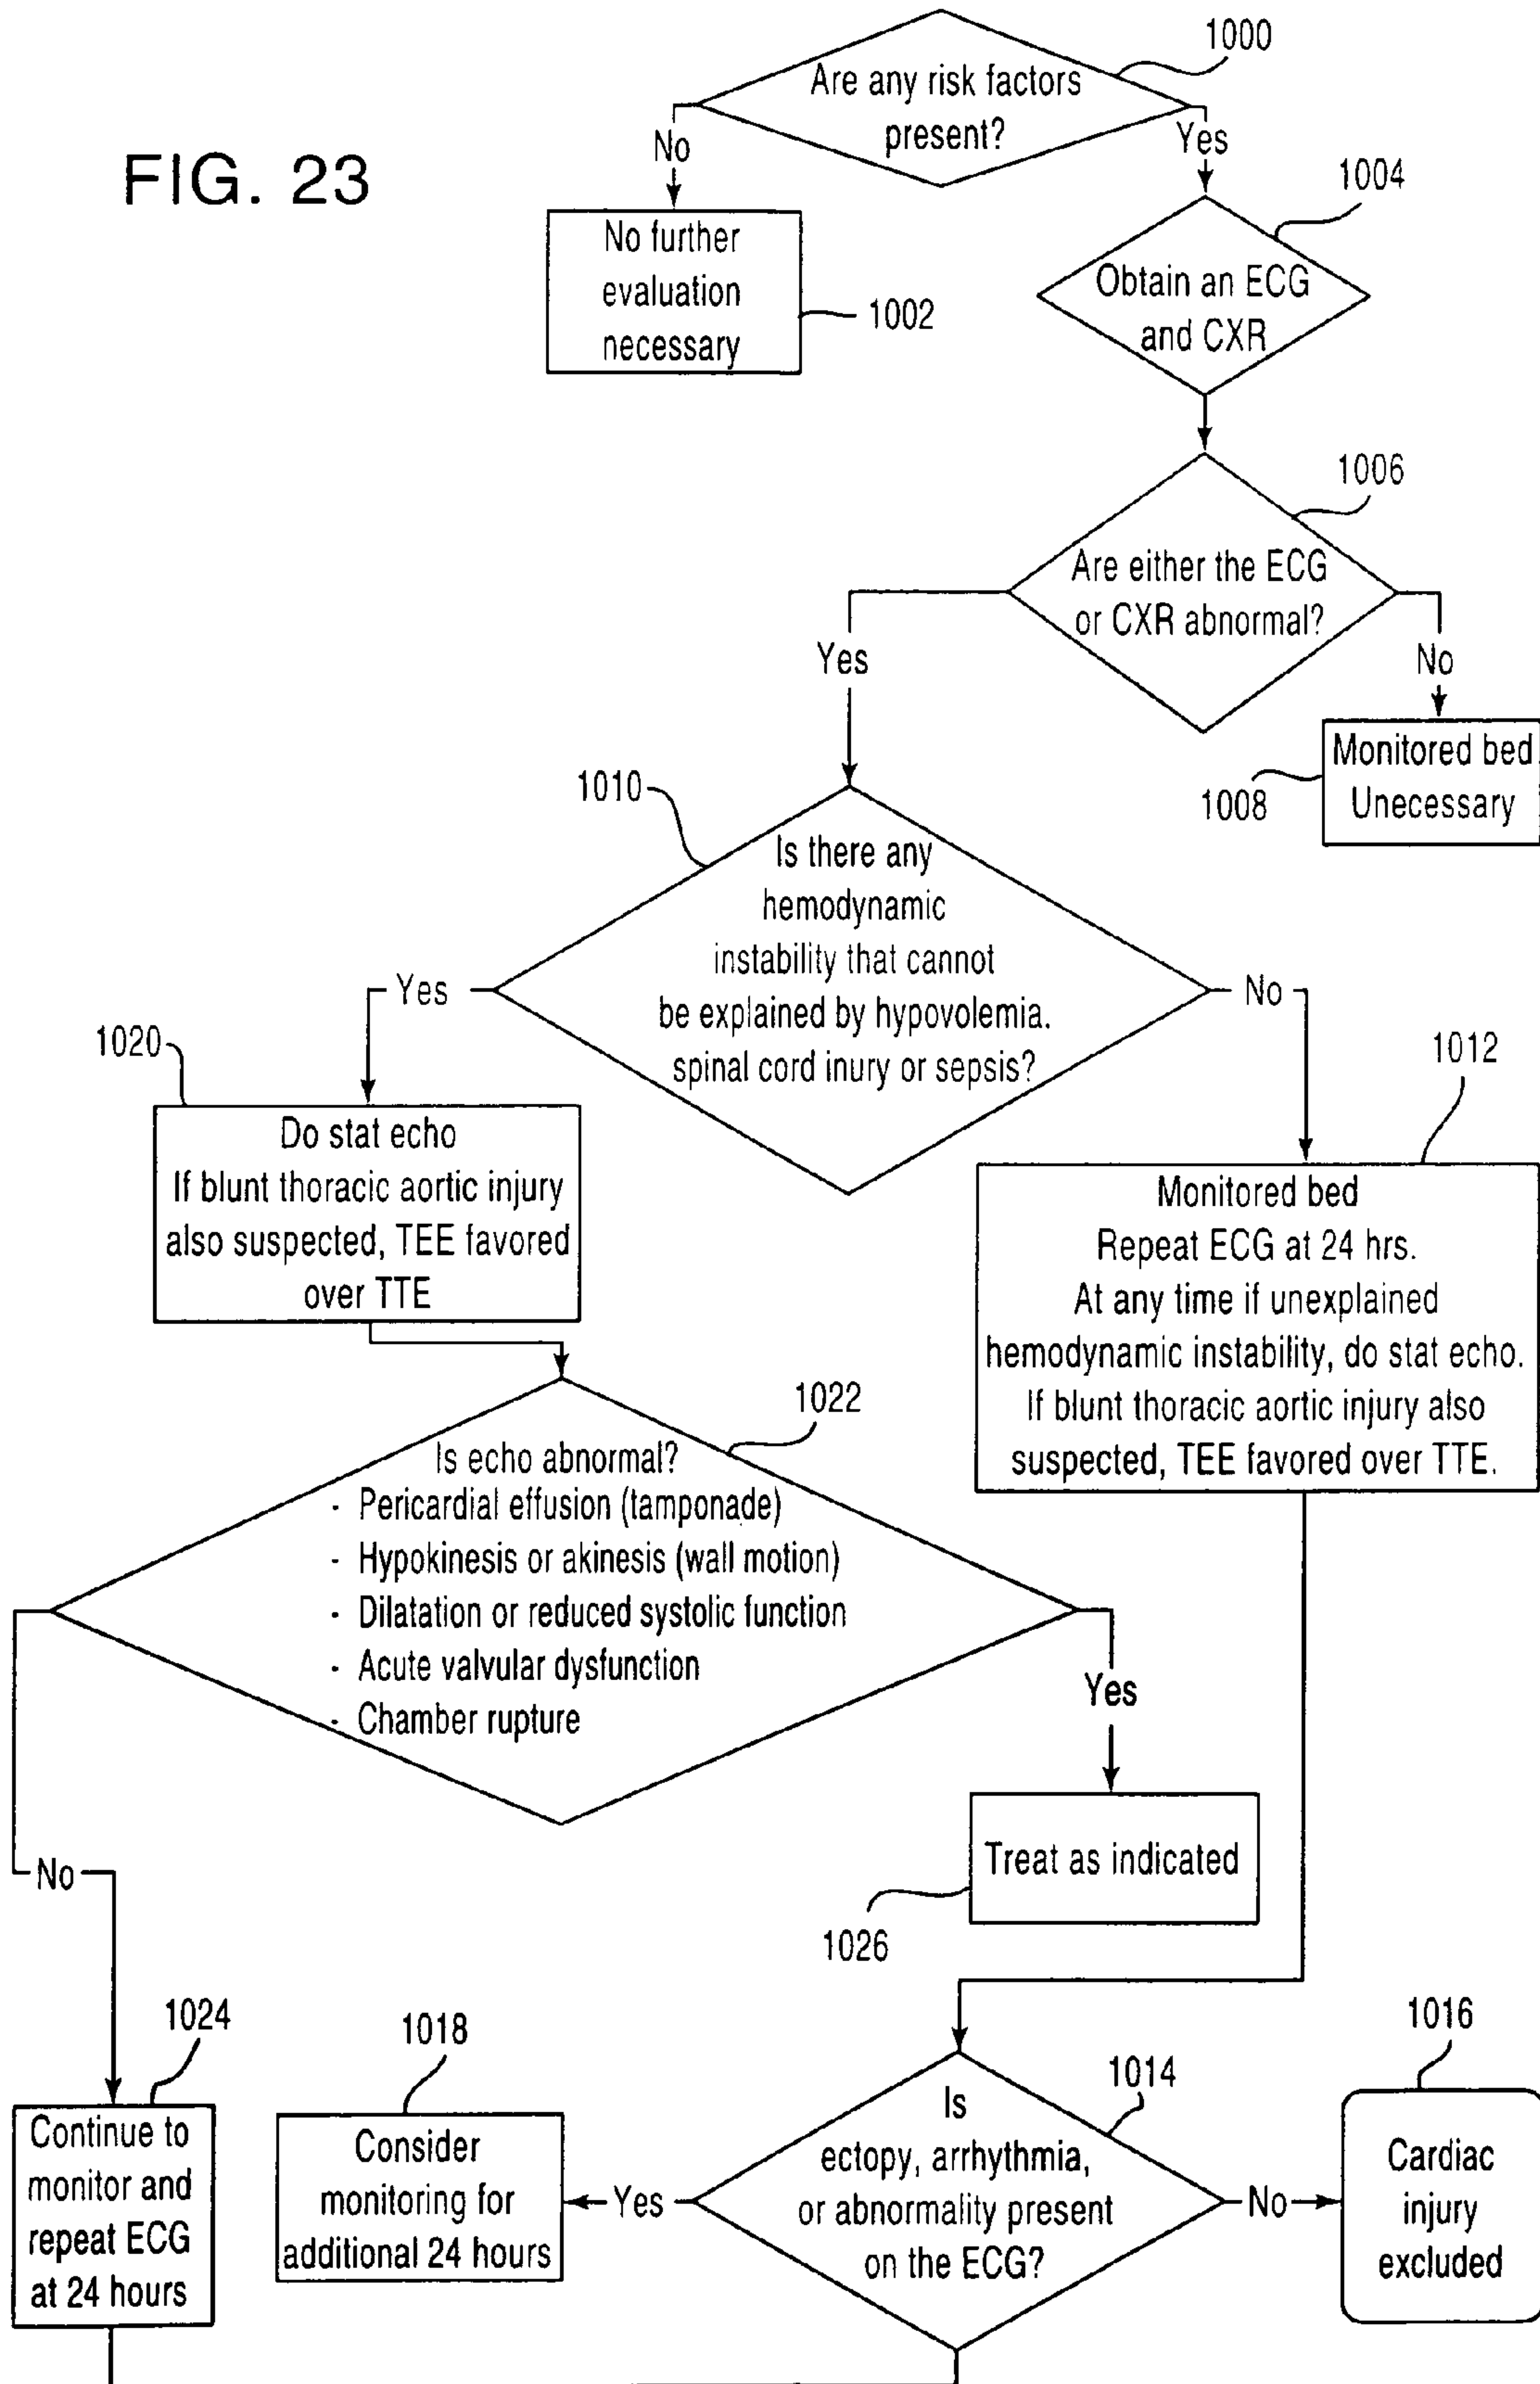 FIG. 23
1000
Are any risk factors
present?
No
Yes
1004
No further
evaluation
necessary
1002
Obtain an ECG
and CXR
1006
Are either the ECG
or CXR abnormal?
Yes
No
Monitored bed
Unecessary
1008
1010
Is there any
hemodynamic
instability that cannot
be explained by hypovolemia.
spinal cord inury or sepsis?
Yes
No
1020
1012
Do stat echo
If blunt thoracic aortic injury
also suspected, TEE favored
over TTE
Monitored bed
Repeat ECG at 24 hrs.
At any time if unexplained
hemodynamic instability, do stat echo.
If blunt thoracic aortic injury also
suspected, TEE favored over TTE.
1022
Is echo abnormal?
- Pericardial effusion (tamponade)
- Hypokinesis or akinesis (wall motion)
- Dilatation or reduced systolic function
- Acute valvular dysfunction
- Chamber rupture
Yes
No
Treat as indicated
1026
1024
1018
1014
1016
Continue to
monitor and
repeat ECG
at 24 hours
Consider
monitoring for
additional 24 hours
Yes
Is
ectopy, arrhythmia,
or abnormality present
on the ECG?
No
Cardiac
injury
excluded